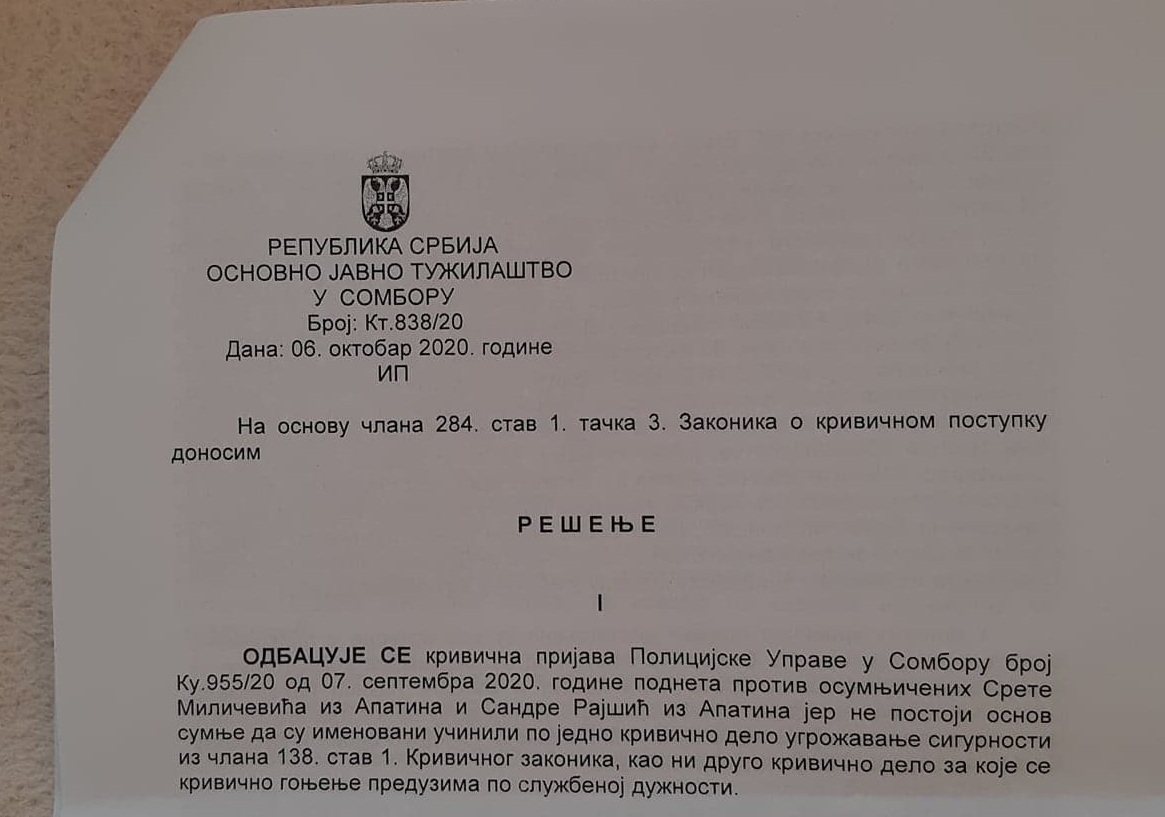 РЕПУБЛИКА СРБИЈА
ОСНОВНО ЈАВНО ТУЖИЛАШТВО
У СОМБОРУ
Број: Кт.838/20
Дана: 06. октобар 2020. године
ИП
На основу члана 284. став 1. тачка 3. Законика о кривичном поступку
доносим
Р Е Ш Е Њ Е
I
ОДБАЦУЈЕ СЕ кривична пријава Полицијске Управе у Сомбору број
Ку.955/20 од 07. септембра 2020. године поднета против осумњичених Срете
Миличевића из Апатина и Сандре Рајшић из Апатина јер не постоји основ
сумње да су именовани учинили по једно кривично дело угрожавање сигурности
из члана 138. став 1. Кривичног законика, као ни друго кривично дело за које се
кривично гоњење предузима по службеној дужности.